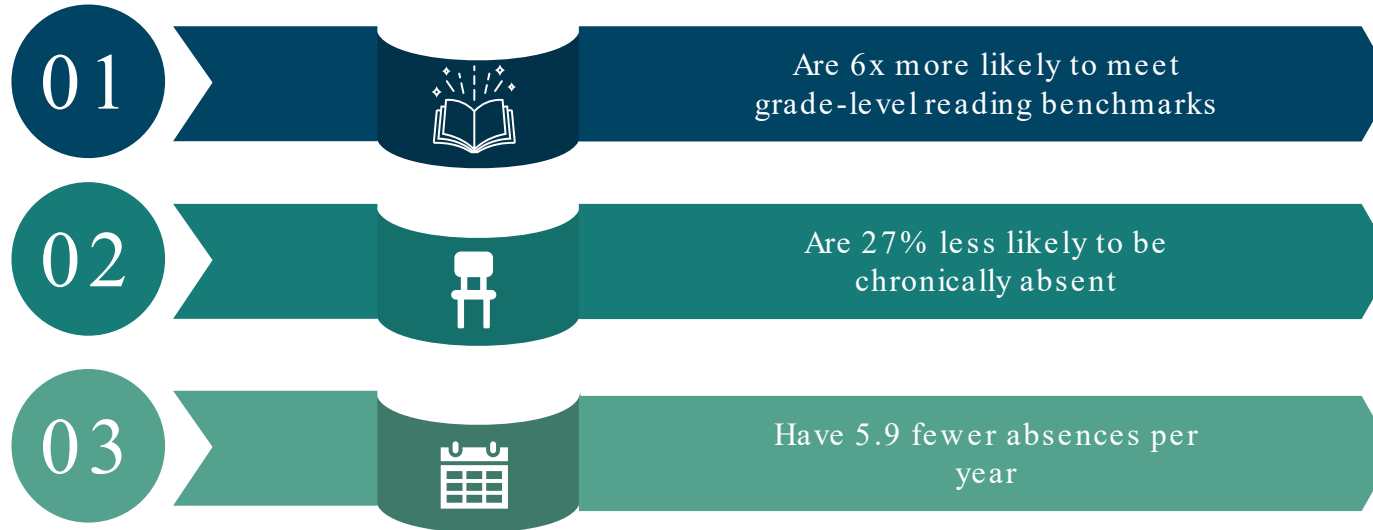 01
Are 6x more likely to meet
grade-level reading benchmarks
02
Are 27% less likely to be
chronically absent
03
Have 5.9 fewer absences per
year